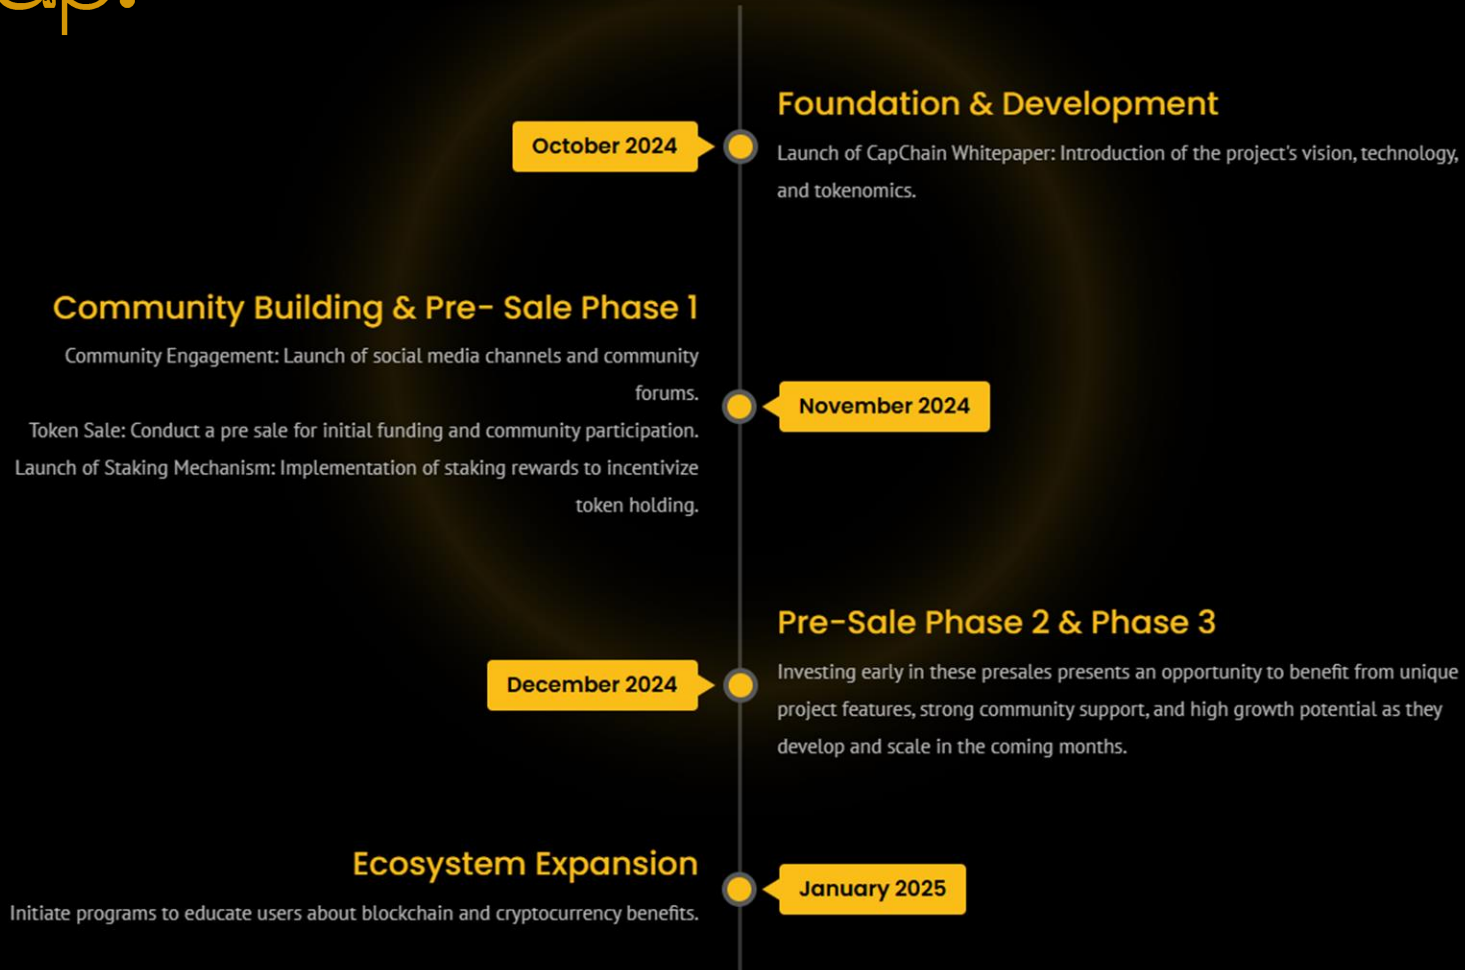 October 2024
Foundation & Development
Launch of CapChain Whitepaper: Introduction of the project's vision, technology,
and tokenomics.
Community Building & Pre- Sale Phase 1
Community Engagement: Launch of social media channels and community
forums.
Token Sale: Conduct a pre sale for initial funding and community participation.
Launch of Staking Mechanism: Implementation of staking rewards to incentivize
token holding.
November 2024
December 2024
Pre-Sale Phase 2 & Phase 3
Investing early in these presales presents an opportunity to benefit from unique
project features, strong community support, and high growth potential as they
develop and scale in the coming months.
Ecosystem Expansion
Initiate programs to educate users about blockchain and cryptocurrency benefits.
January 2025